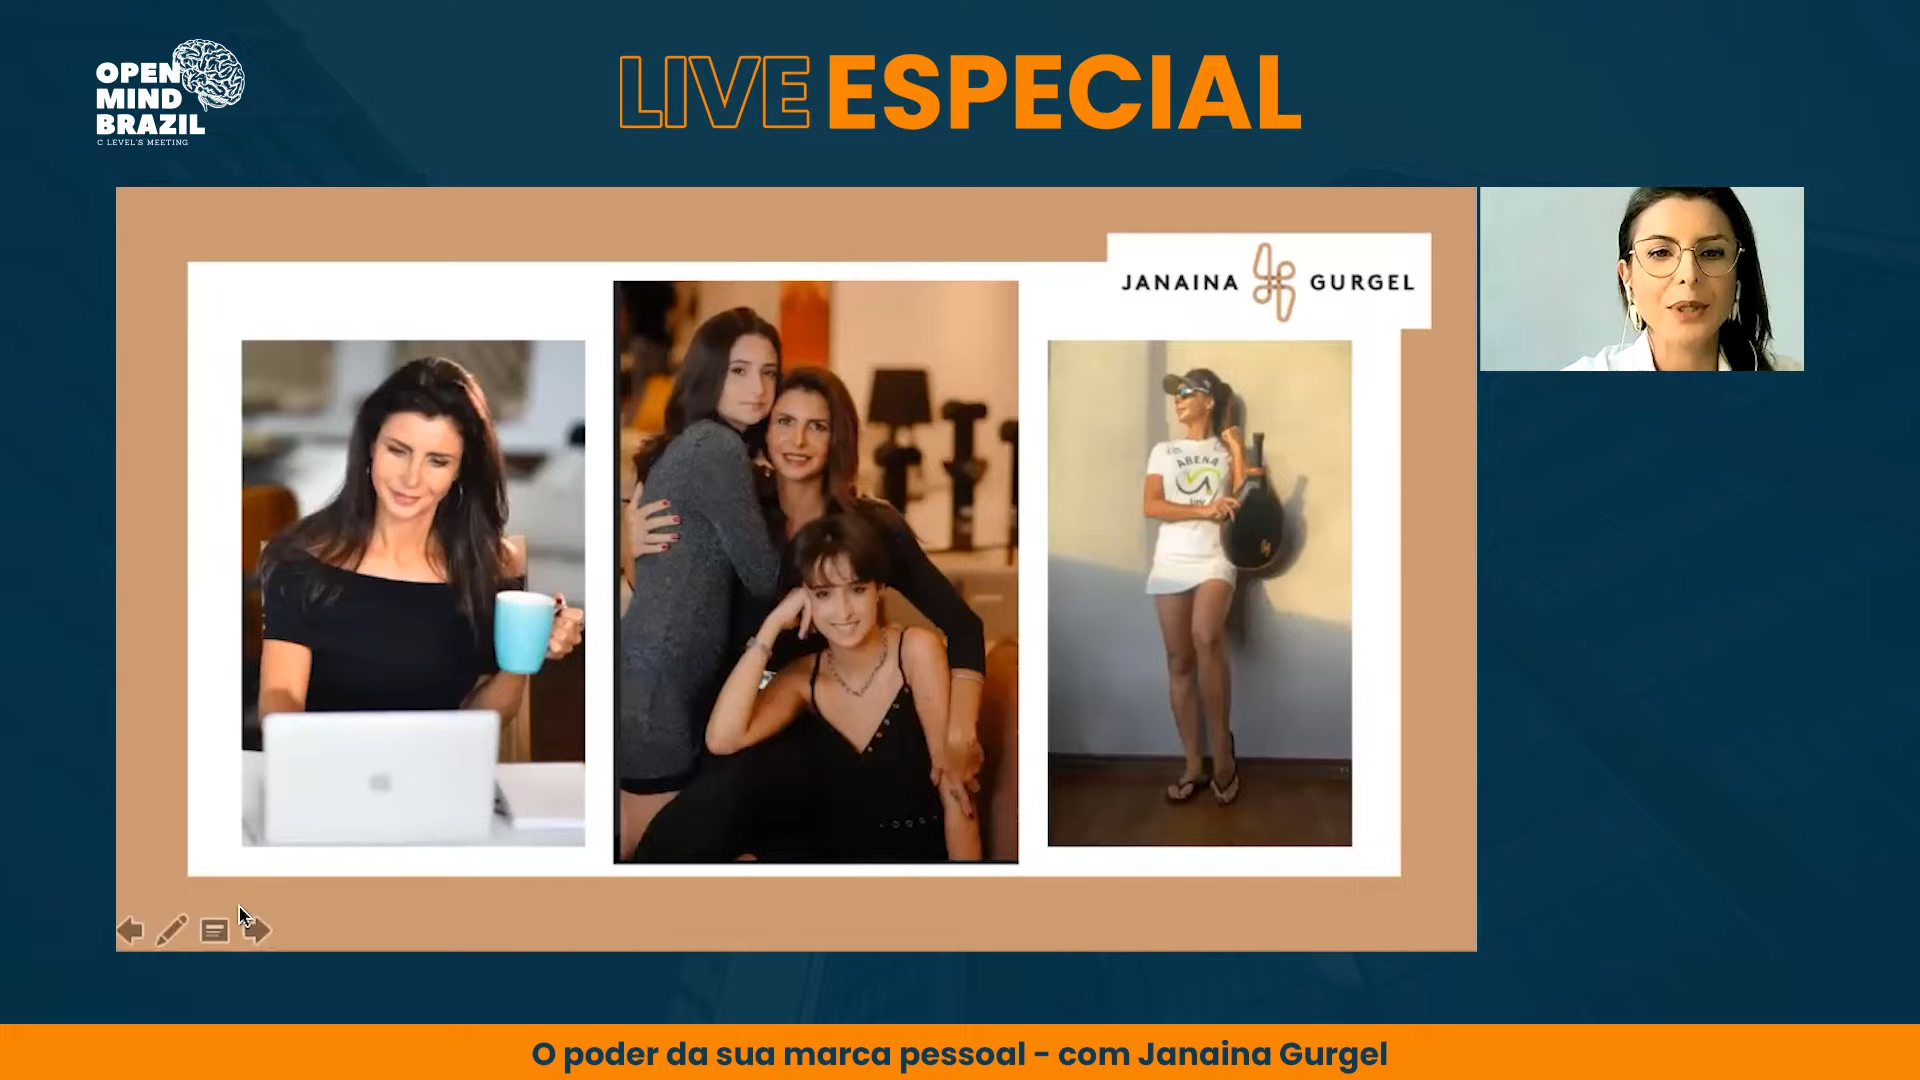 OPEN
MIND
BRAZIL
C LEVEL'S MEETING
LIVE ESPECIAL
JANAINA GURGEL
ARENA
O poder da sua marca pessoal - com Janaina Gurgel